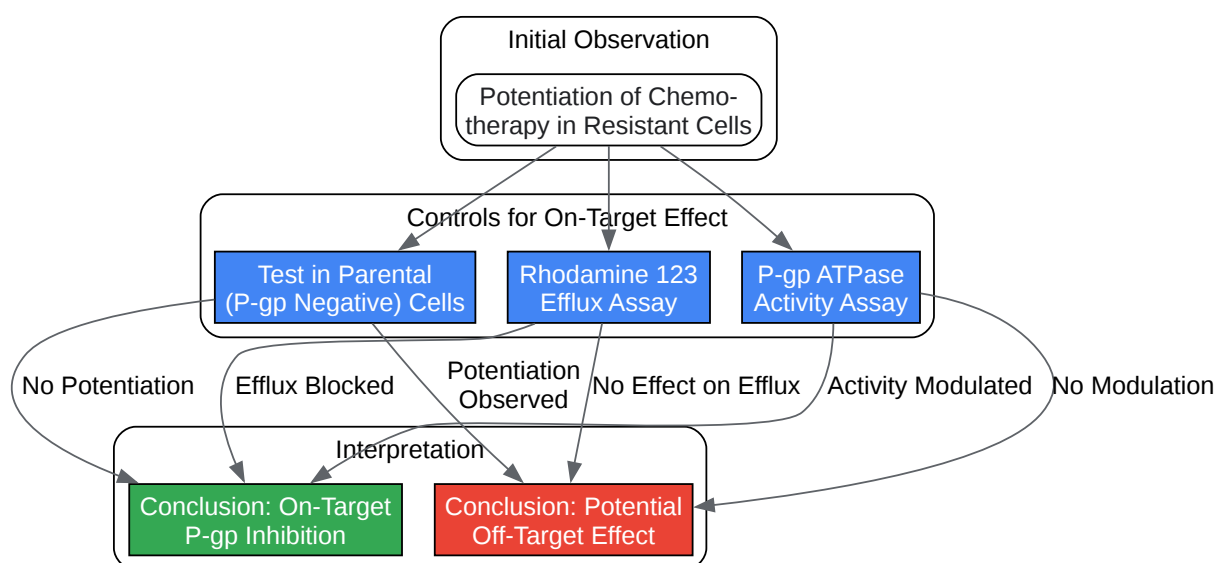 Initial Observation
Potentiation of Chemo-
therapy in Resistant Cells
Controls for On-Target Effect
Test in Parental
(P-gp Negative) Cells
Rhodamine 123
Efflux Assay
P-gp ATPase
Activity Assay
No Potentiation
Efflux Blocked
Potentiation
Observed
No Effect on Efflux
Activity Modulated
No Modulation
Interpretation
Conclusion: On-Target
P-gp Inhibition
Conclusion: Potential
Off-Target Effect